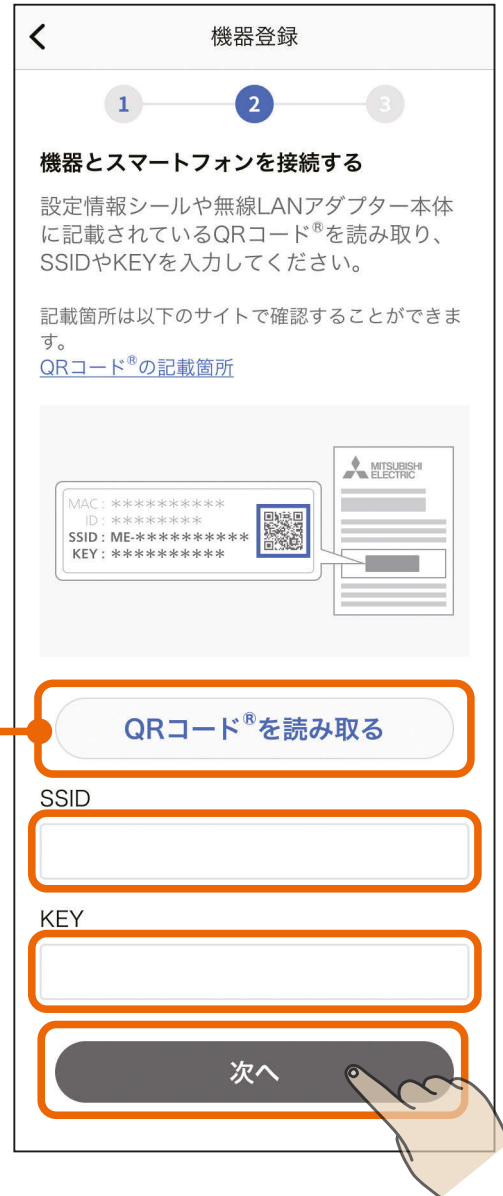 機器登録
1 2 3
機器とスマートフォンを接続する
設定情報シールや無線LANアダプター本体
に記載されているQRコード®を読み取り、
SSIDやKEYを入力してください。
記載箇所は以下のサイトで確認することができま
す。
QRコード®の記載箇所
MITSUBISHI
ELECTRIC
MAC : **********
ID : ********
SSID : ME-**********
KEY : **********
QRコード®を読み取る
SSID
KEY
次へ